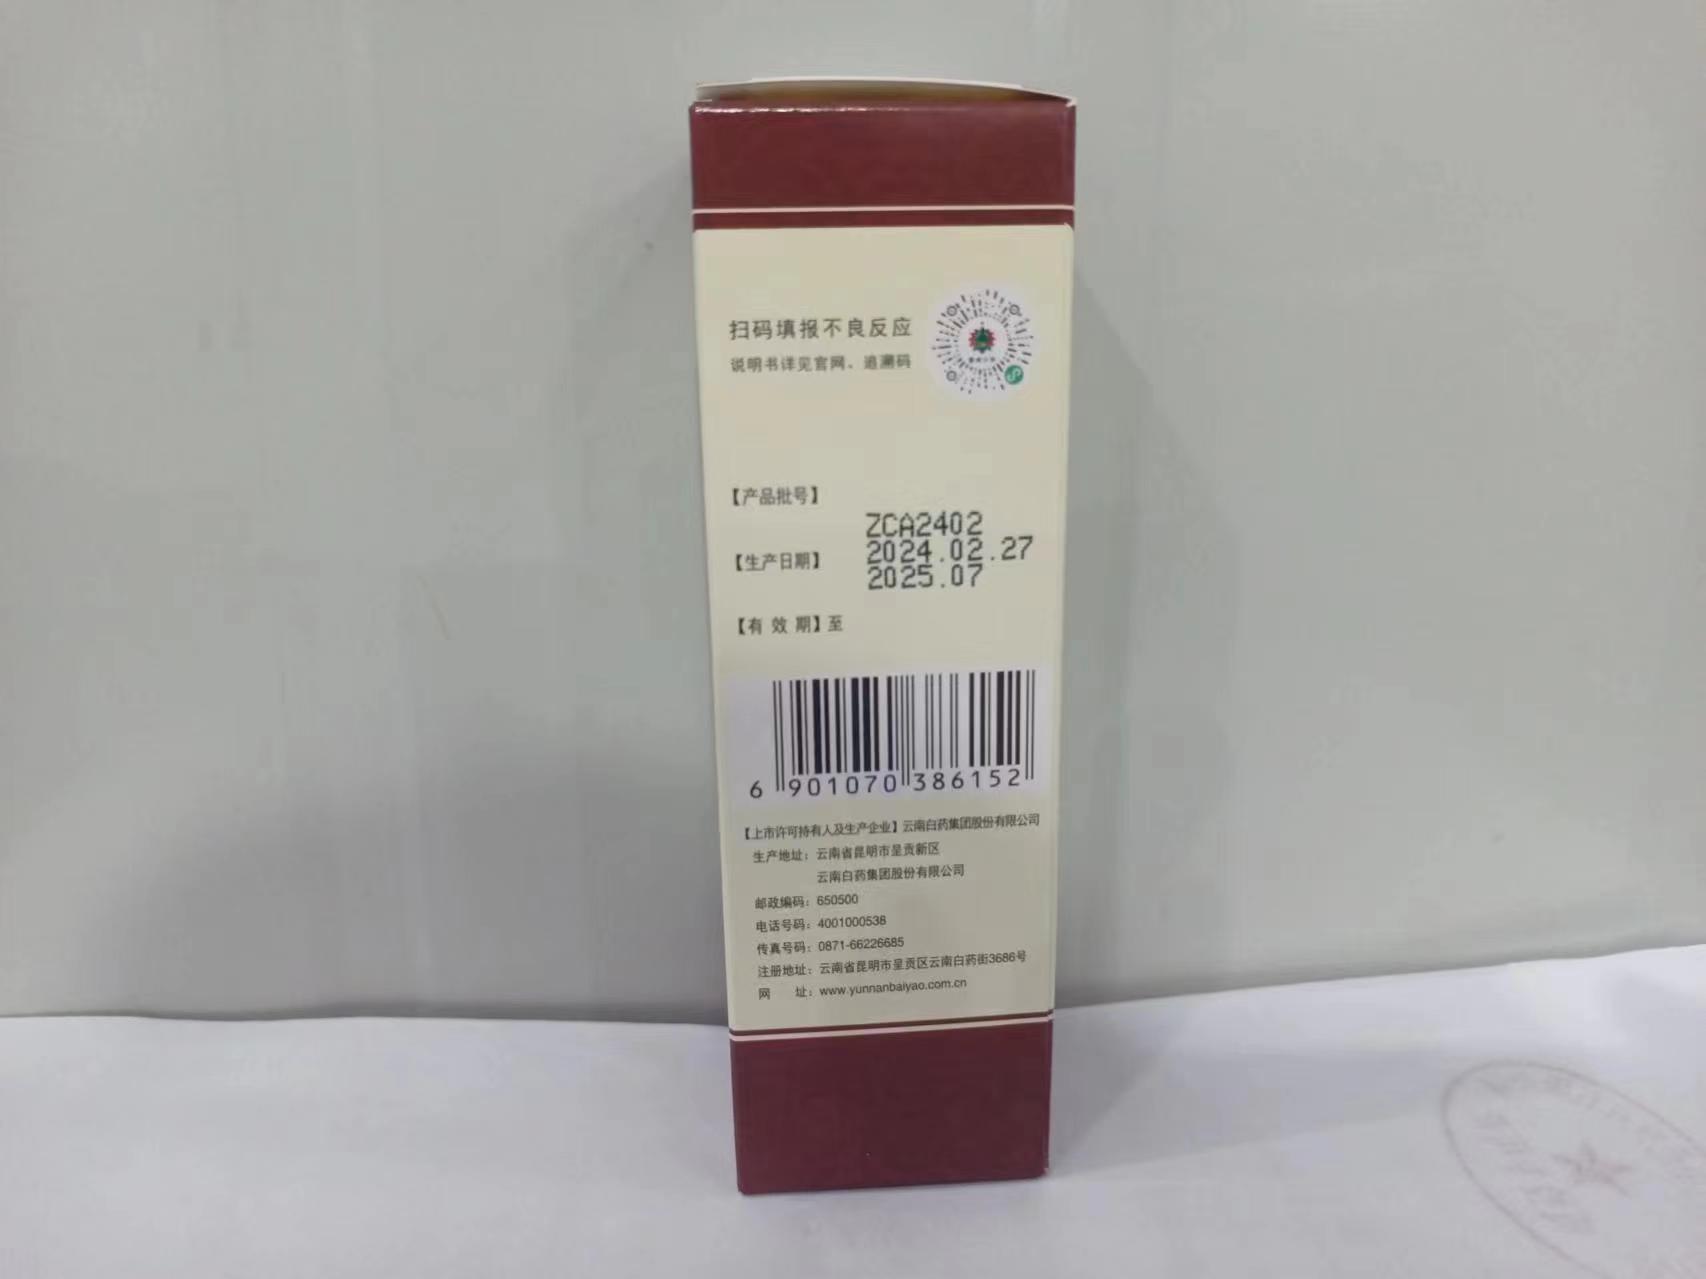 扫码填报不良反应
说明书详见官网、追溯码
【产品批号】
ZCA2402
【生产日期】
2024.02.27
2025.07
【有效期】至
6 901070 386152
【上市许可持有人及生产企业】云南白药集团股份有限公司
生产地址：云南省昆明市呈贡新区
云南白药集团股份有限公司
邮政编码：650500
电话号码：4001000538
传真号码：0871-66226685
注册地址：云南省昆明市呈贡区云南白药街3686号
网 址：www.yunnanbaiyao.com.cn